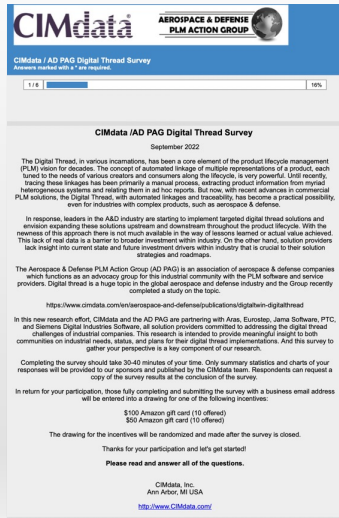 CIMdata
AEROSPACE & DEFENSE
PLM ACTION GROUP
CIMdata / AD PAG Digital Thread Survey
Answers marked with a * are required.
1 / 6
16%
CIMdata /AD PAG Digital Thread Survey
September 2022
The Digital Thread, in various incarnations, has been a core element of the product lifecycle management
(PLM) vision for decades. The concept of automated linkage of multiple representations of a product, each
tuned to the needs of various creators and consumers along the lifecycle, is very powerful. Until recently,
tracing these linkages has been primarily a manual process, extracting product information from myriad
heterogeneous systems and relating them in ad hoc reports. But now, with recent advances in commercial
PLM solutions, the Digital Thread, with automated linkages and traceability, has become a practical possibility,
even for industries with complex products, such as aerospace & defense.
In response, leaders in the A&D industry are starting to implement targeted digital thread solutions and
envision expanding these solutions upstream and downstream throughout the product lifecycle. With the
newness of this approach there is not much available in the way of lessons learned or actual value achieved.
This lack of real data is a barrier to broader investment within industry. On the other hand, solution providers
lack insight into current state and future investment drivers within industry that is crucial to their solution
strategies and roadmaps.
The Aerospace & Defense PLM Action Group (AD PAG) is an association of aerospace & defense companies
which functions as an advocacy group for this industrial community with the PLM software and service
providers. Digital thread is a huge topic in the global aerospace and defense industry and the Group recently
completed a study on the topic.
https://www.cimdata.com/en/aerospace-and-defense/publications/digtaltwin-digitalthread
In this new research effort, CIMdata and the AD PAG are partnering with Aras, Eurostep, Jama Software, PTC,
and Siemens Digital Industries Software, all solution providers committed to addressing the digital thread
challenges of industrial companies. This research is intended to provide meaningful insight to both
communities on industrial needs, status, and plans for their digital thread implementations. And this survey to
gather your perspective is a key component of our research.
Completing the survey should take 30-40 minutes of your time. Only summary statistics and charts of your
responses will be provided to our sponsors and published by the CIMdata team. Respondents can request a
copy of the survey results at the conclusion of the survey.
In return for your participation, those fully completing and submitting the survey with a business email address
will be entered into a drawing for one of the following incentives:
$100 Amazon gift card (10 offered)
$50 Amazon gift card (10 offered)
The drawing for the incentives will be randomized and made after the survey is closed.
Thanks for your participation and let's get started!
Please read and answer all of the questions.
CIMdata, Inc.
Ann Arbor, MI USA
http://www.CIMdata.com/